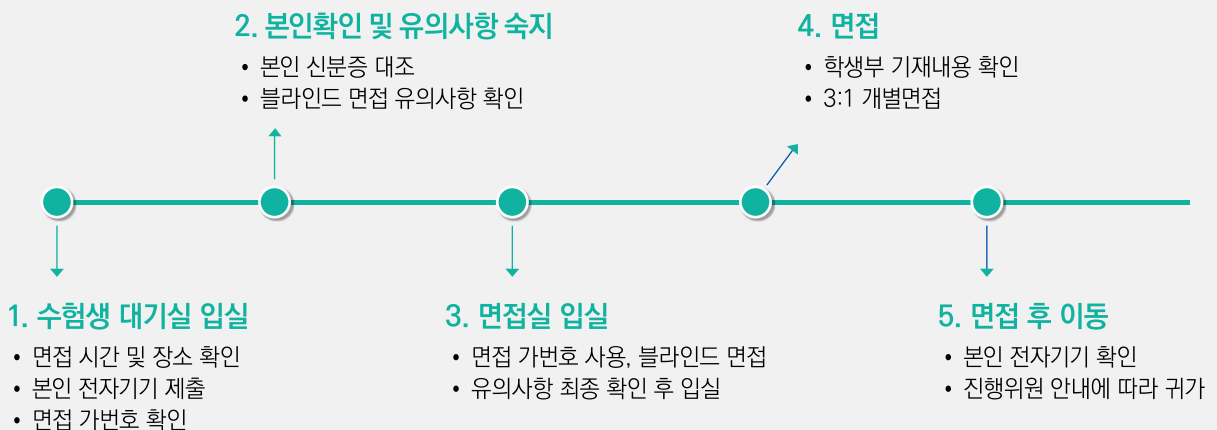 1. 수험생 대기실 입실
• 면접 시간 및 장소 확인
• 본인 전자기기 제출
• 면접 가번호 확인
2. 본인확인 및 유의사항 숙지
• 본인 신분증 대조
• 블라인드 면접 유의사항 확인
3. 면접실 입실
• 면접 가번호 사용, 블라인드 면접
• 유의사항 최종 확인 후 입실
4. 면접
• 학생부 기재내용 확인
• 3:1 개별면접
5. 면접 후 이동
• 본인 전자기기 확인
• 진행위원 안내에 따라 귀가